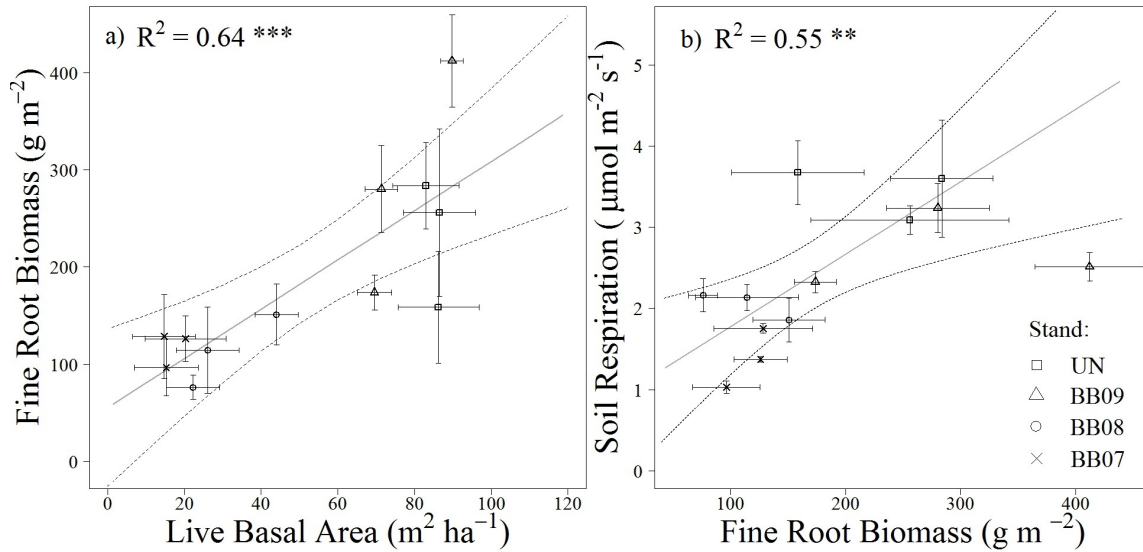 a) R² = 0.64 ***
Fine Root Biomass (g m⁻²)
400
300
200
100
0
0 20 40 60 80 100 120
Live Basal Area (m² ha⁻¹)
b) R² = 0.55 **
Soil Respiration ( μmol m⁻² s⁻¹)
5
4
3
2
1
0
100 200 300 400
Fine Root Biomass (g m ⁻²)
Stand:
UN
BB09
BB08
BB07